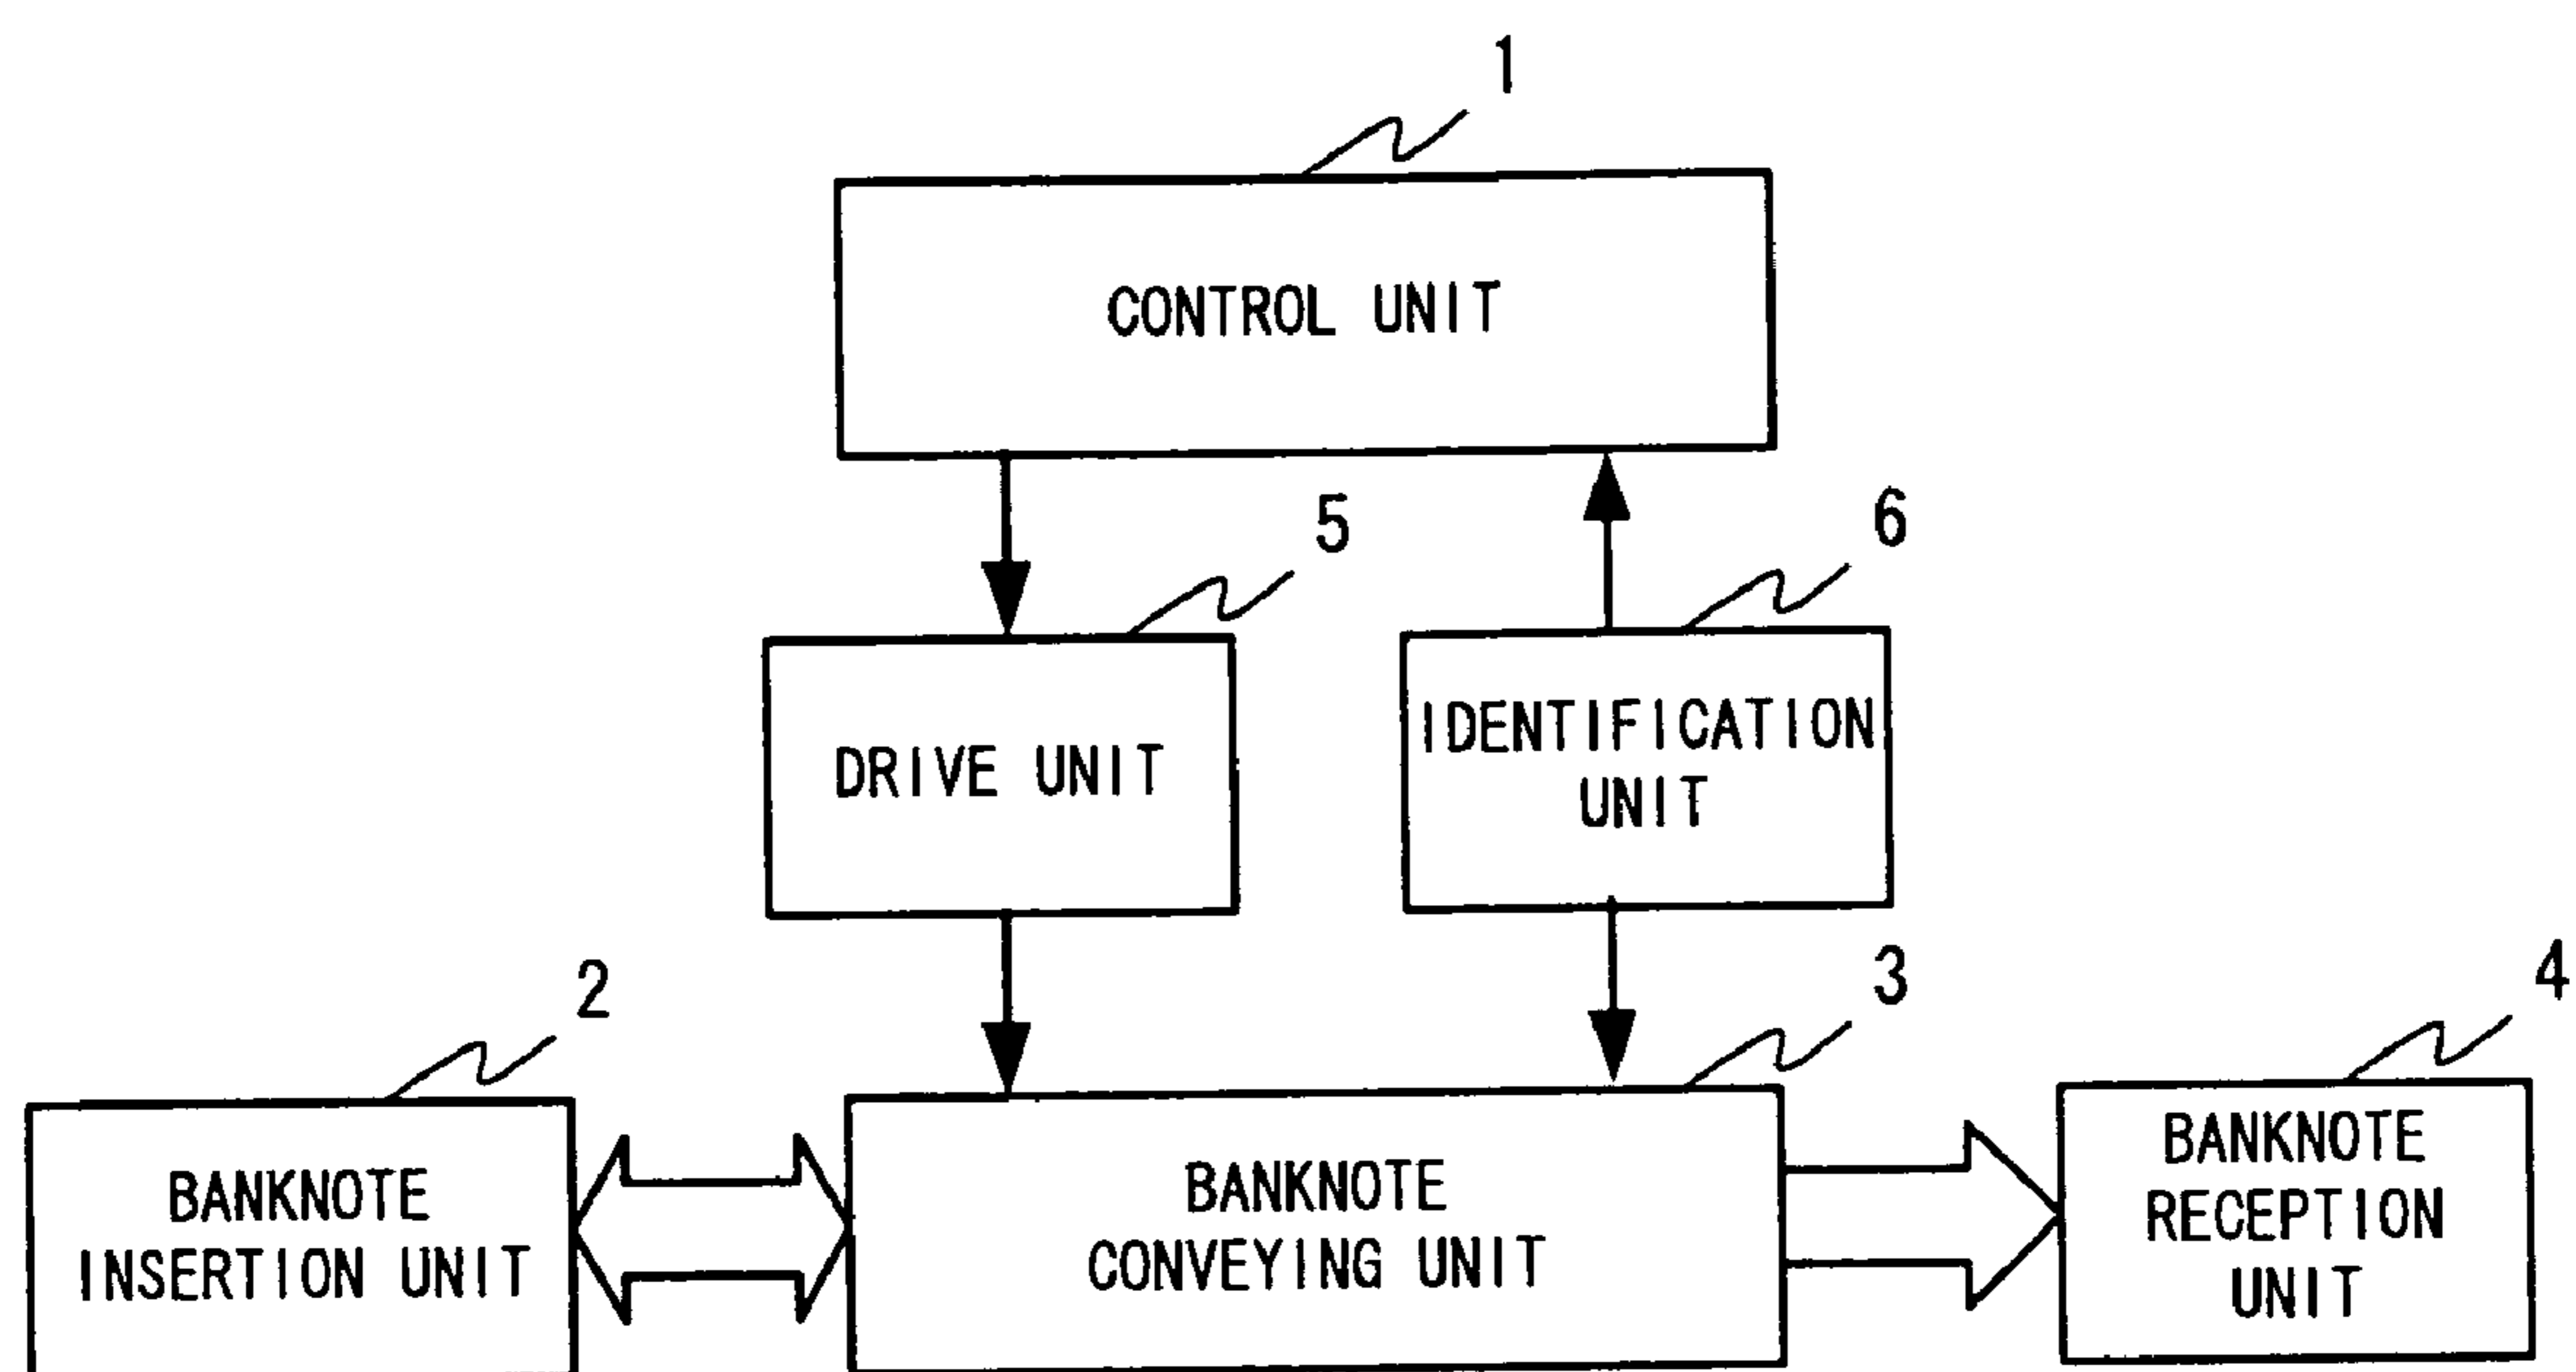 1
CONTROL UNIT
5
6
DRIVE UNIT
IDENTIFICATION
UNIT
2
3
4
BANKNOTE
INSERTION UNIT
BANKNOTE
CONVEYING UNIT
BANKNOTE
RECEPTION
UNIT